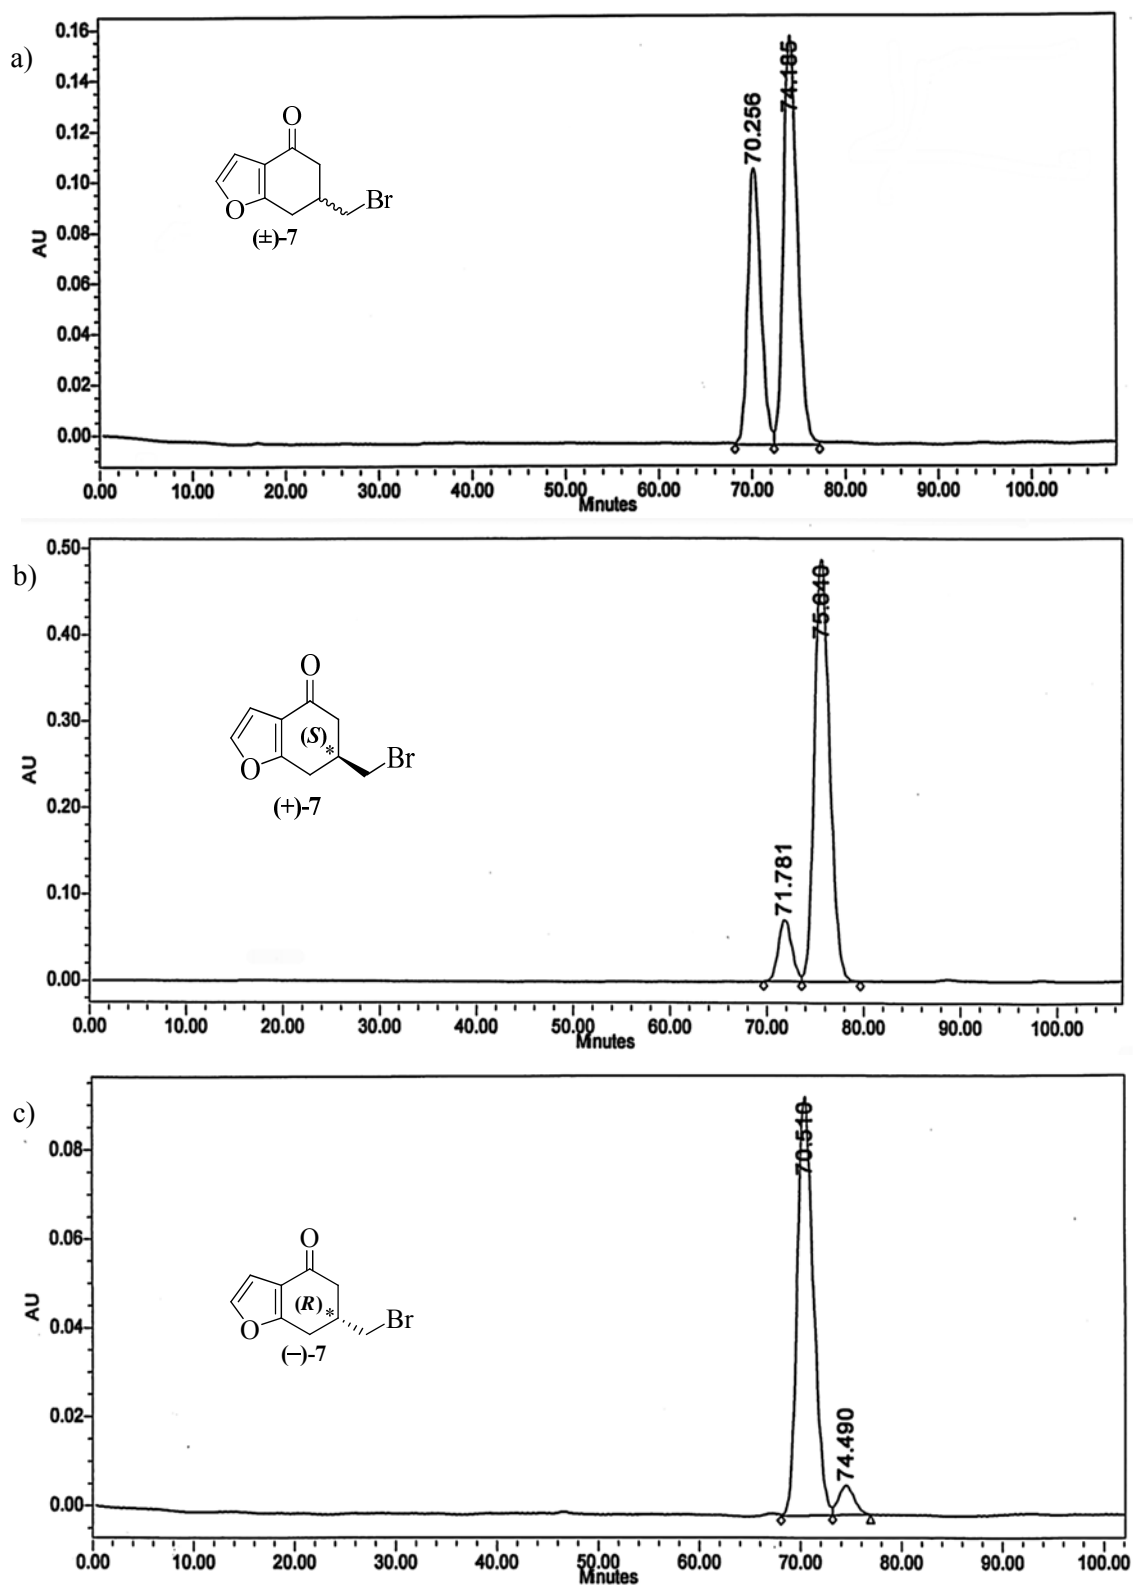 a)
0.16
0.14
0.12
0.10
0.08
0.06
0.04
0.02
0.00
AU
70.256
74.185
O
O
Br
(±)-7
0.00 10.00 20.00 30.00 40.00 50.00 60.00 70.00 80.00 90.00 100.00
Minutes
b)
0.50
0.40
0.30
0.20
0.10
0.00
AU
71.781
75.640
O
(S)
*
O
Br
(+)-7
0.00 10.00 20.00 30.00 40.00 50.00 60.00 70.00 80.00 90.00 100.00
Minutes
c)
0.08
0.06
0.04
0.02
0.00
AU
70.510
74.490
O
(R)
*
O
Br
(−)-7
0.00 10.00 20.00 30.00 40.00 50.00 60.00 70.00 80.00 90.00 100.00
Minutes